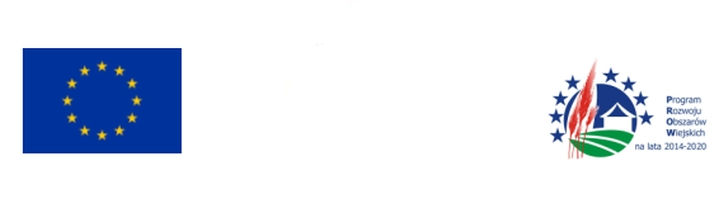 Program
Rozwoju
Obszarów
Wiejskich
na lata 2014-2020